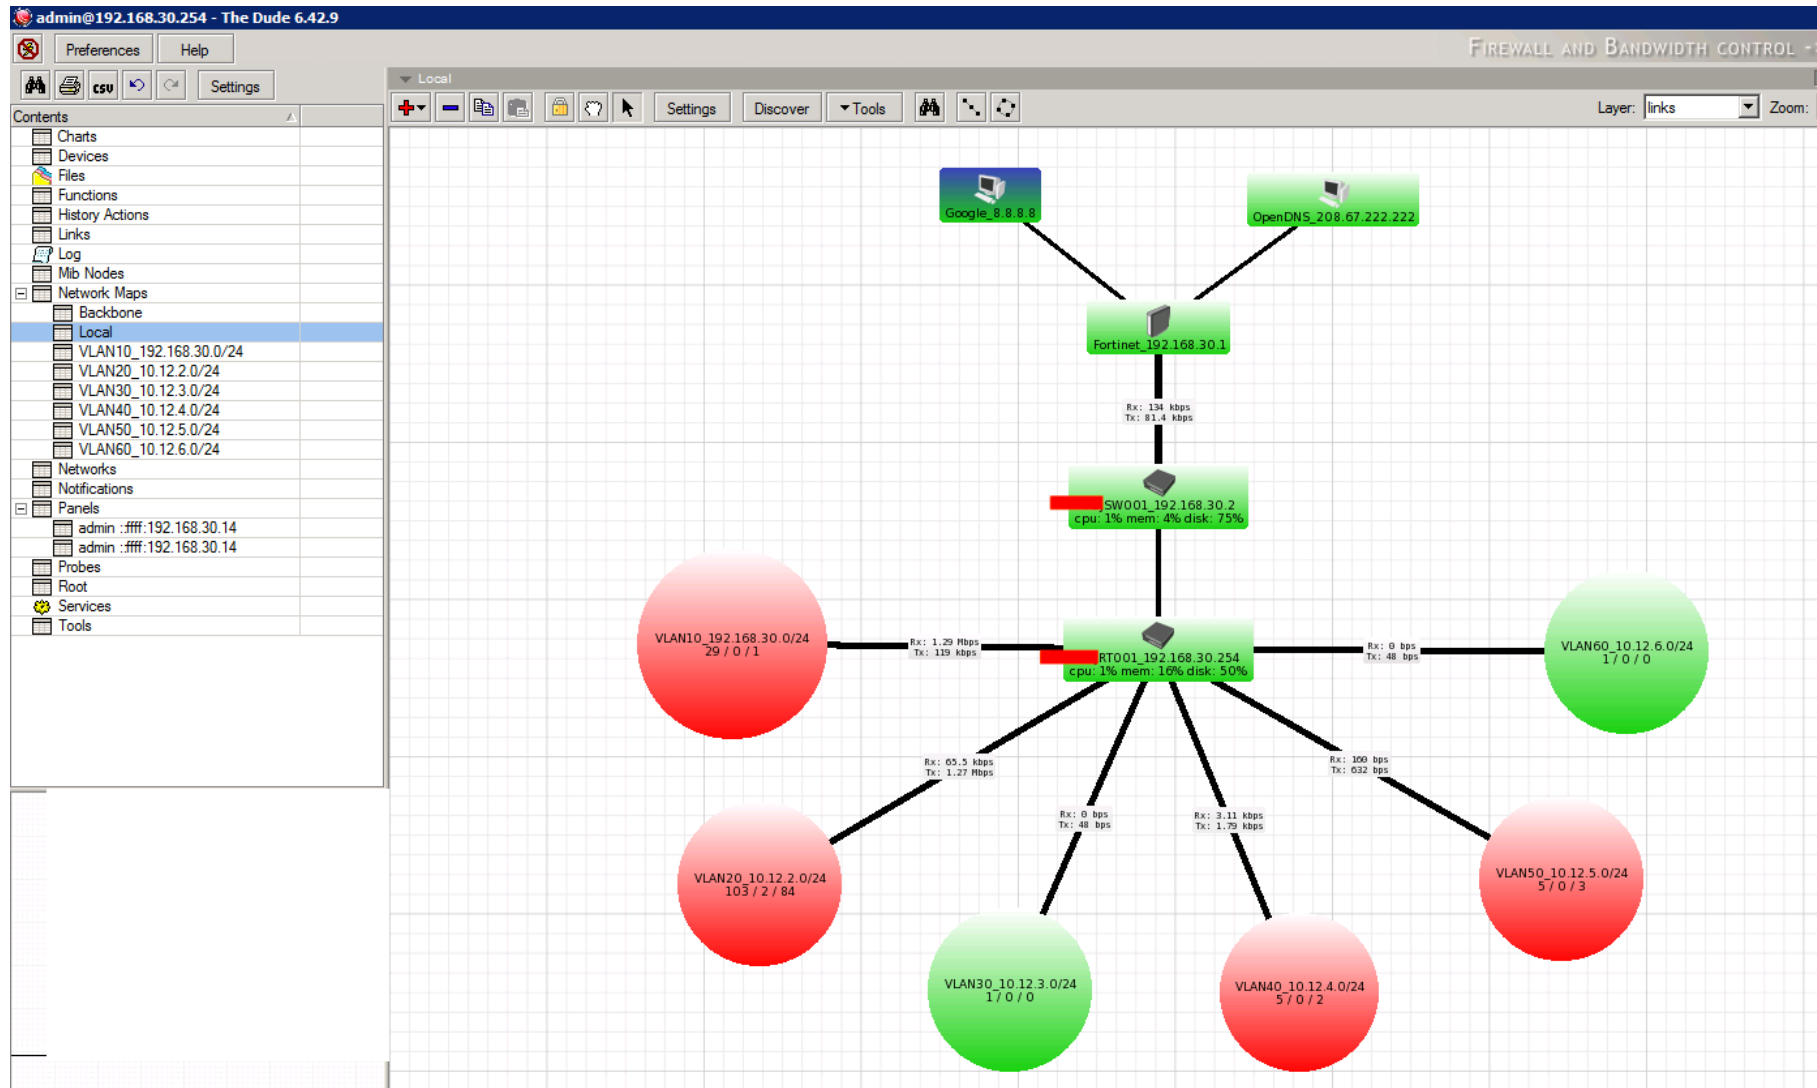 admin@192.168.30.254 - The Dude 6.42.9
Preferences
Help
FIREWALL AND BANDWIDTH CONTROL -
csv
Settings
Local
Settings
Discover
Tools
Layer:
links
Zoom:
Contents
Charts
Devices
Files
Functions
History Actions
Links
Log
Mib Nodes
Network Maps
Backbone
Local
VLAN10_192.168.30.0/24
VLAN20_10.12.2.0/24
VLAN30_10.12.3.0/24
VLAN40_10.12.4.0/24
VLAN50_10.12.5.0/24
VLAN60_10.12.6.0/24
Networks
Notifications
Panels
admin ::ffff:192.168.30.14
admin ::ffff:192.168.30.14
Probes
Root
Services
Tools
Google_8.8.8.8
OpenDNS_208.67.222.222
Fortinet_192.168.30.1
Rx: 134 kbps
Tx: 81.4 kbps
SW001_192.168.30.2
cpu: 1% mem: 4% disk: 75%
VLAN10_192.168.30.0/24
29 / 0 / 1
Rx: 1.29 Mbps
Tx: 119 kbps
RT001_192.168.30.254
cpu: 1% mem: 16% disk: 50%
Rx: 0 bps
Tx: 48 bps
VLAN60_10.12.6.0/24
1 / 0 / 0
Rx: 65.5 kbps
Tx: 1.27 Mbps
Rx: 160 bps
Tx: 632 bps
Rx: 0 bps
Tx: 48 bps
Rx: 3.11 kbps
Tx: 1.79 kbps
VLAN20_10.12.2.0/24
103 / 2 / 84
VLAN50_10.12.5.0/24
5 / 0 / 3
VLAN30_10.12.3.0/24
1 / 0 / 0
VLAN40_10.12.4.0/24
5 / 0 / 2